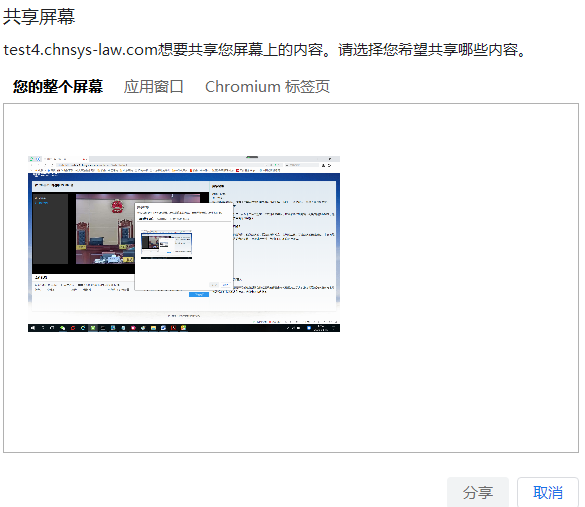 共享屏幕
test4.chnsys-law.com想要共享您屏幕上的内容。请选择您希望共享哪些内容。
您的整个屏幕 应用窗口 Chromium 标签页
分享 取消